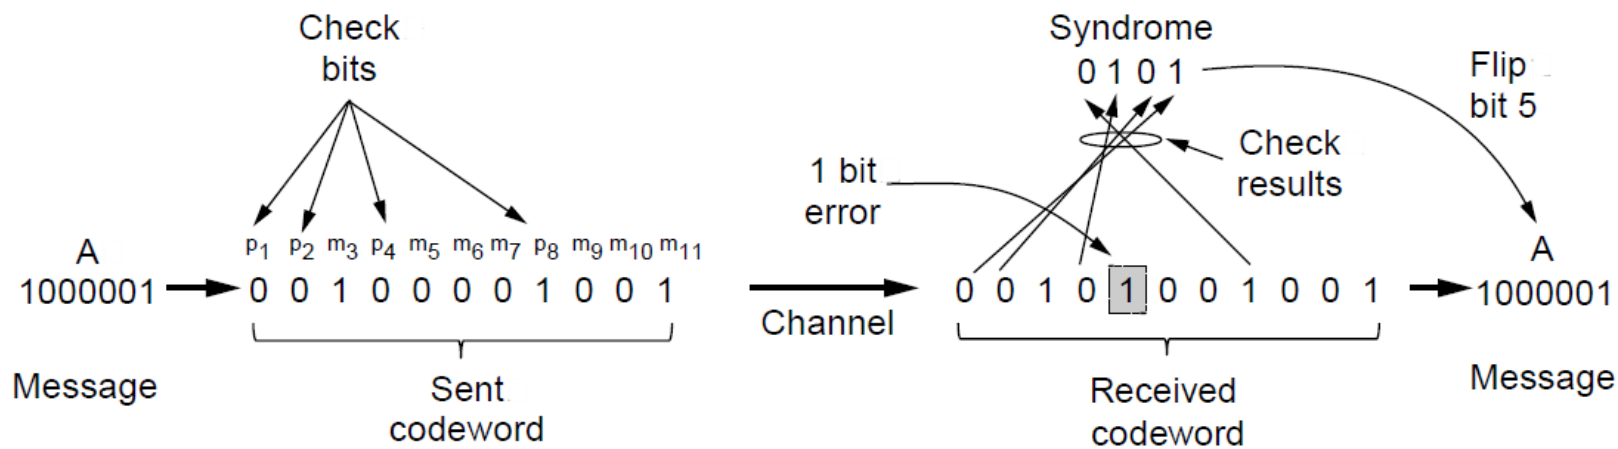 Check
bits
Syndrome
0 1 0 1
Flip
bit 5
Check
results
1 bit
error
A
p1 p2 m3 p4 m5 m6 m7 p8 m9 m10 m11
A
1000001
0 0 1 0 0 0 0 1 0 0 1
0 0 1 0 1 0 0 1 0 0 1
1000001
Channel
Message
Sent
codeword
Received
codeword
Message